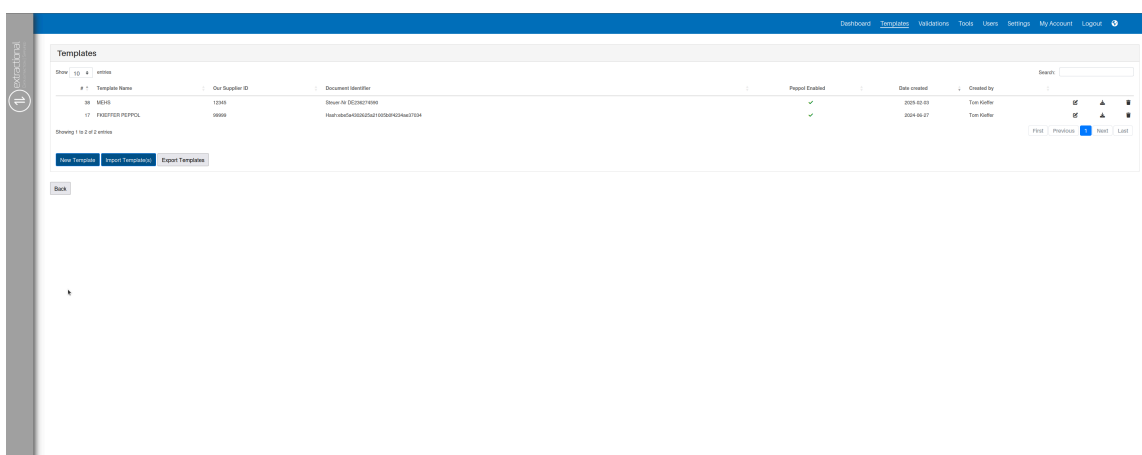 Dashboard Templates Validations Tools Users Settings My Account Logout
extractional
Templates
Show 10 entries
Search:
# Template Name Our Supplier ID Document Identifier Peppol Enabled Date created Created by
38 MEHS 12345 Steuer-Nr DE236274590 2025-02-03 Tom Kieffer
17 FKIEFFER PEPPOL 99999 2024-06-27 Tom Kieffer
Showing 1 to 2 of 2 entries
First Previous 1 Next Last
New Template Import Template(s) Export Templates
Back